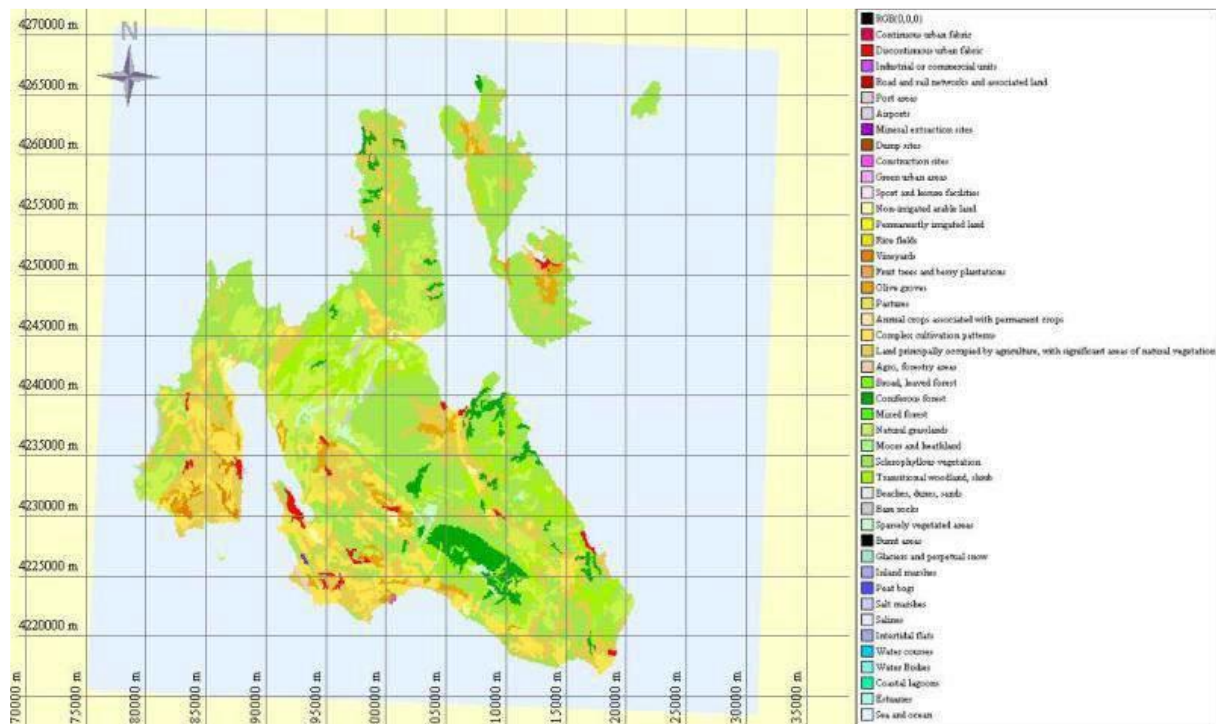 4270000 m
N
4265000 m
4260000 m
4255000 m
4250000 m
4245000 m
4240000 m
4235000 m
4230000 m
4225000 m
4220000 m
70000 m
75000 m
80000 m
85000 m
90000 m
95000 m
00000 m
05000 m
10000 m
15000 m
20000 m
25000 m
30000 m
35000 m
RGB(0,0,0)
Continuous urban fabric
Discontinuous urban fabric
Industrial or commercial units
Road and rail networks and associated land
Port areas
Airports
Mineral extraction sites
Dump sites
Construction sites
Green urban areas
Sport and leisure facilities
Non-irrigated arable land
Permanently irrigated land
Rice fields
Vineyards
Fruit trees and berry plantations
Olive groves
Pastures
Annual crops associated with permanent crops
Complex cultivation patterns
Land principally occupied by agriculture, with significant areas of natural vegetation
Agro, forestry areas
Broad, leaved forest
Coniferous forest
Mixed forest
Natural grasslands
Moors and heathland
Sclerophyllous vegetation
Transitional woodland, shrub
Beaches, dunes, sands
Bare rocks
Sparsely vegetated areas
Burnt areas
Glaciers and perpetual snow
Inland marshes
Peat bogs
Salt marshes
Salines
Intertidal flats
Water courses
Water Bodies
Coastal lagoons
Estuaries
Sea and ocean